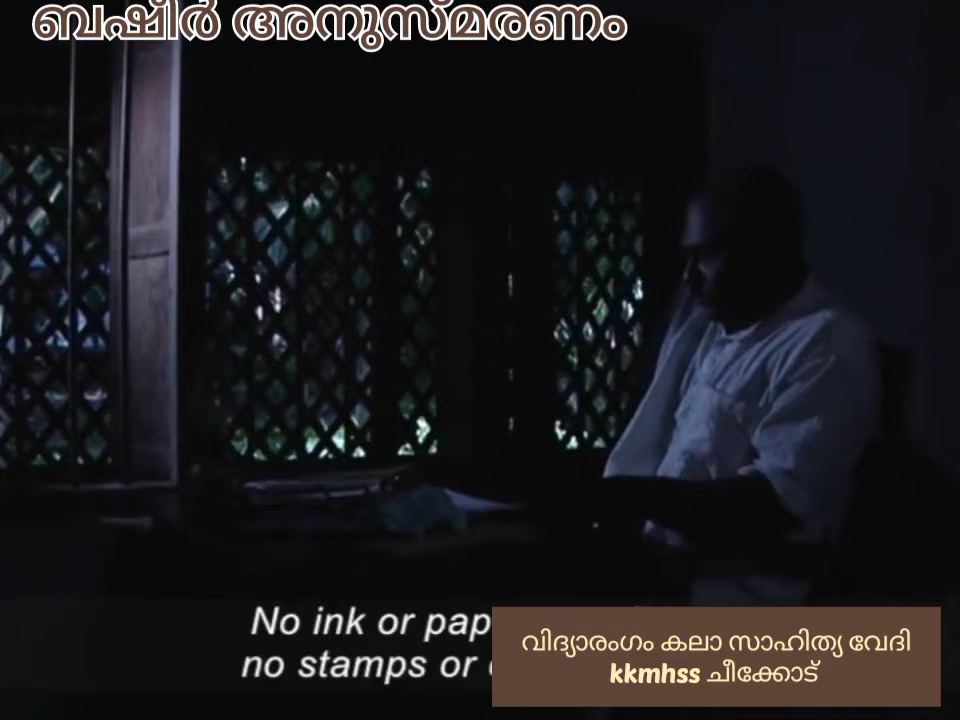 ബഷീർ അനുസ്മരണം
No ink or pap
no stamps or
വിദ്യാരംഗം കലാ സാഹിത്യ വേദി
kkmhss ചീക്കോട്